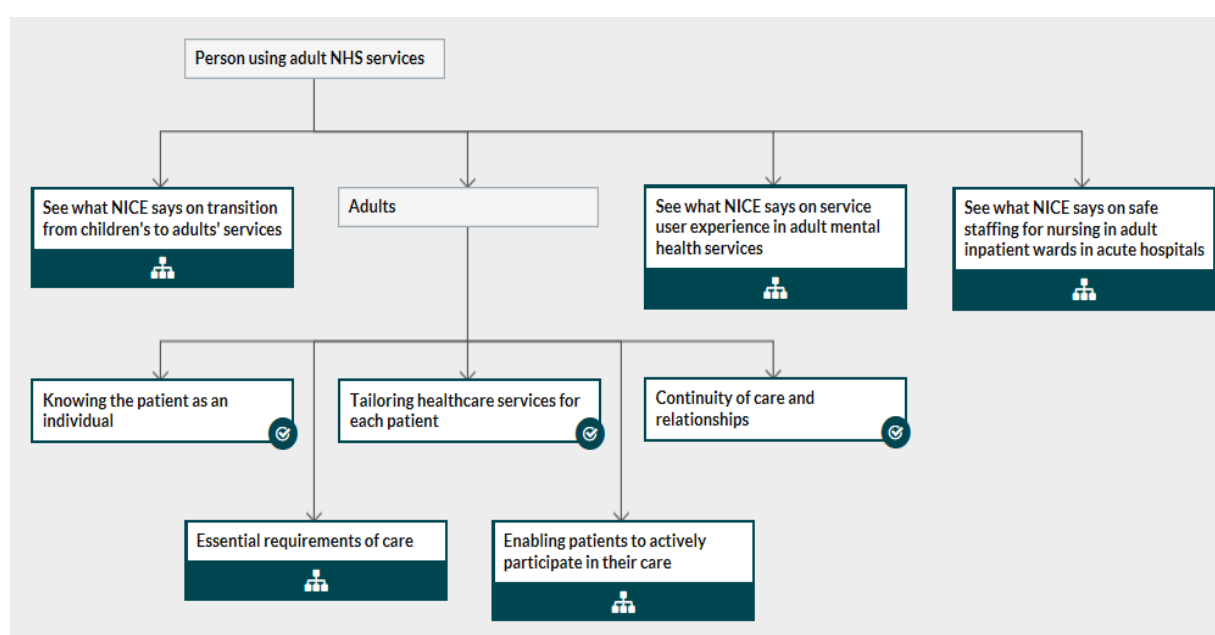 Person using adult NHS services
See what NICE says on transition
from children's to adults' services
Adults
See what NICE says on service
user experience in adult mental
health services
See what NICE says on safe
staffing for nursing in adult
inpatient wards in acute hospitals
Knowing the patient as an
individual
Tailoring healthcare services for
each patient
Continuity of care and
relationships
Essential requirements of care
Enabling patients to actively
participate in their care